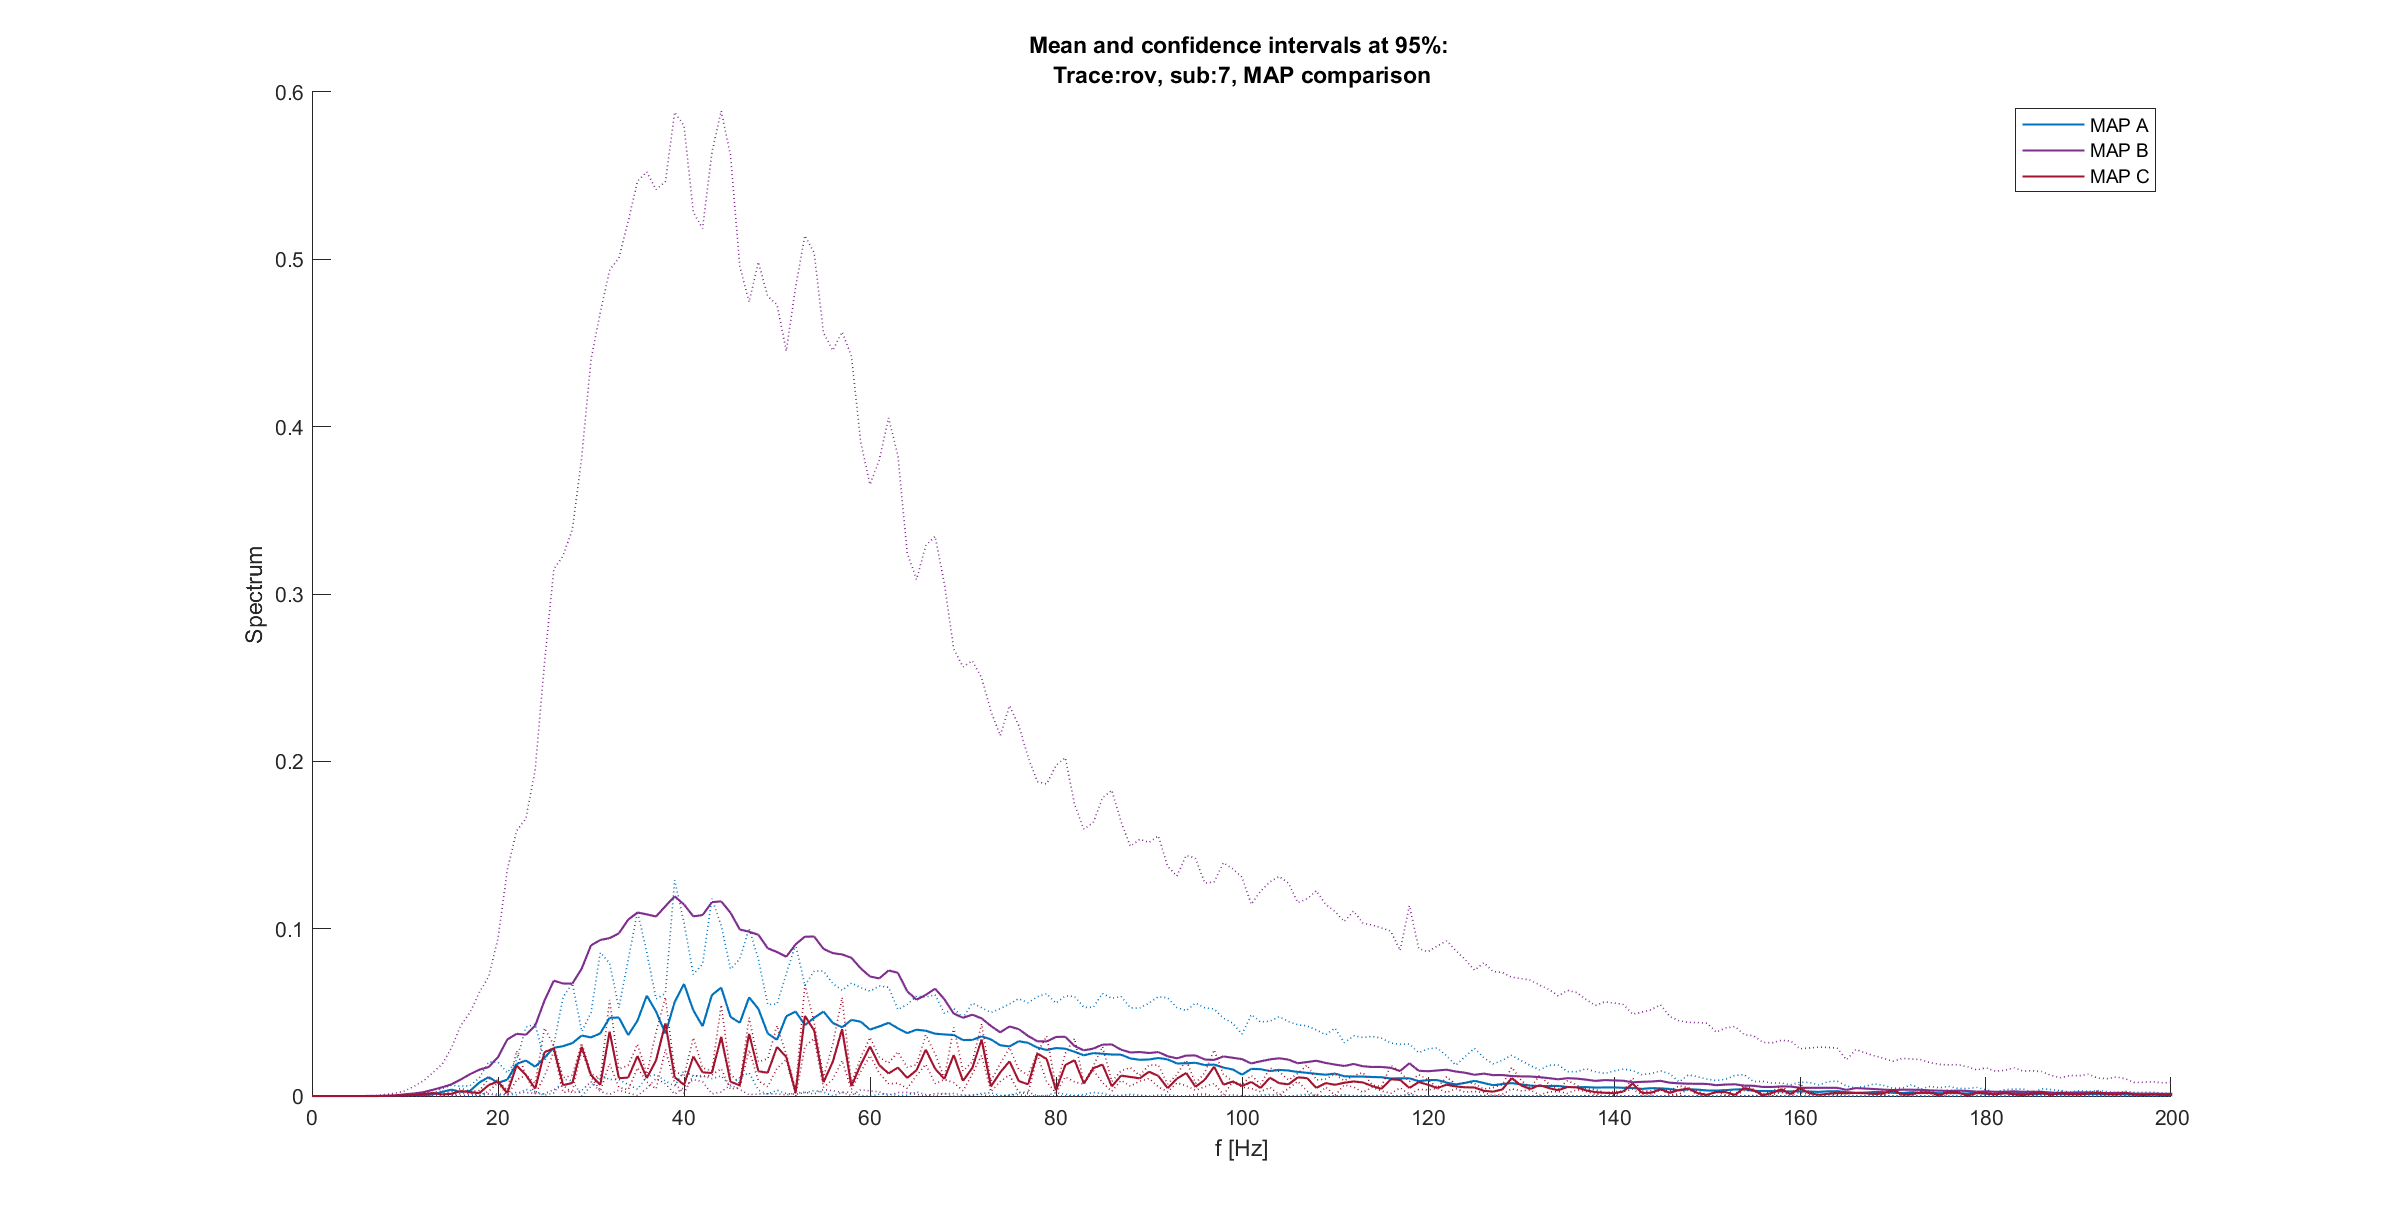 Mean and confidence intervals at 95%:
Trace:rov, sub:7, MAP comparison
0.6
0.5
0.4
0.3
0.2
0.1
0
Spectrum
MAP A
MAP B
MAP C
0 20 40 60 80 100 120 140 160 180 200
f [Hz]